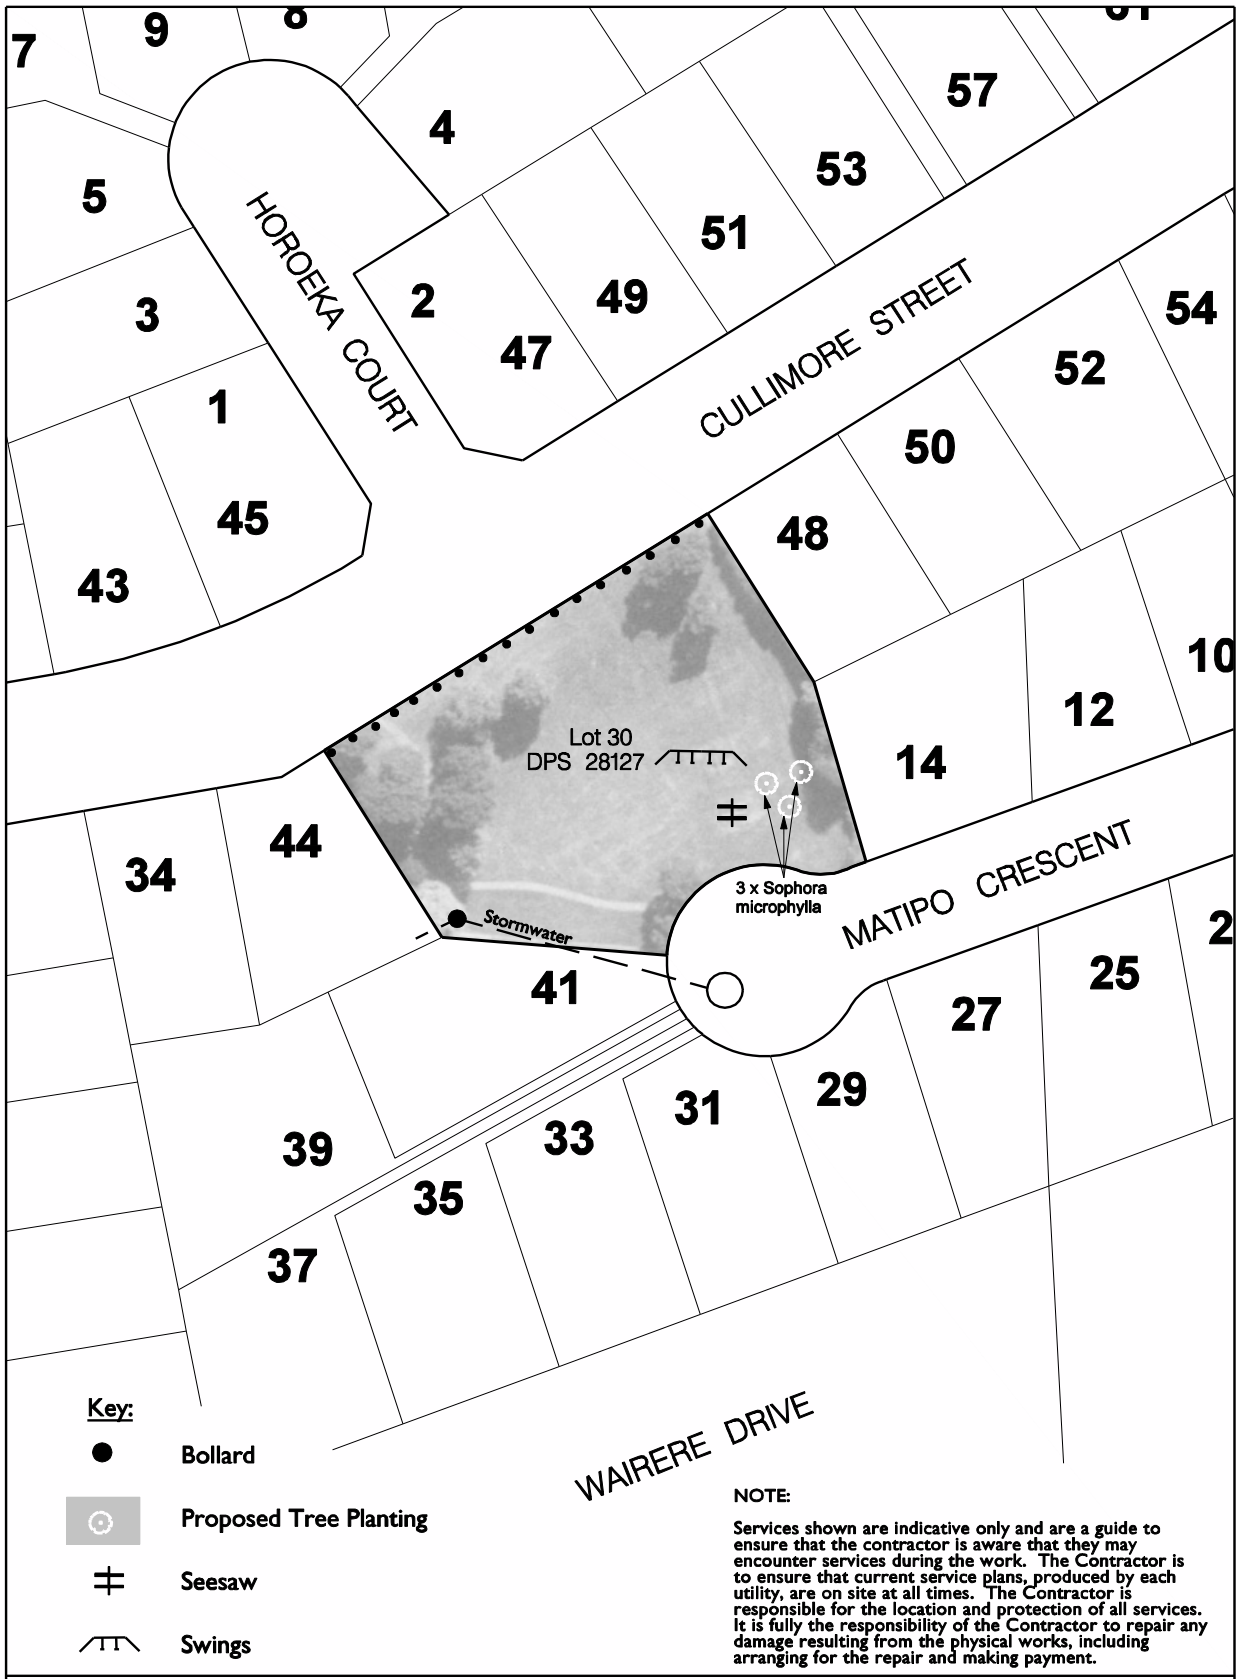 7
9
8
61
57
4
53
5
HOROEKA COURT
51
CULLIMORE STREET
2
49
54
3
47
52
1
50
45
48
43
10
12
Lot 30
DPS 28127
14
44
34
3 x Sophora
microphylla
MATIPO CRESCENT
Stormwater
2
41
25
27
29
31
33
39
35
37
WAIRERE DRIVE
Key:
Bollard
Proposed Tree Planting
Seesaw
Swings
NOTE:
Services shown are indicative only and are a guide to
ensure that the contractor is aware that they may
encounter services during the work. The Contractor is
to ensure that current service plans, produced by each
utility, are on site at all times. The Contractor is
responsible for the location and protection of all services.
It is fully the responsibility of the Contractor to repair any
damage resulting from the physical works, including
arranging for the repair and making payment.